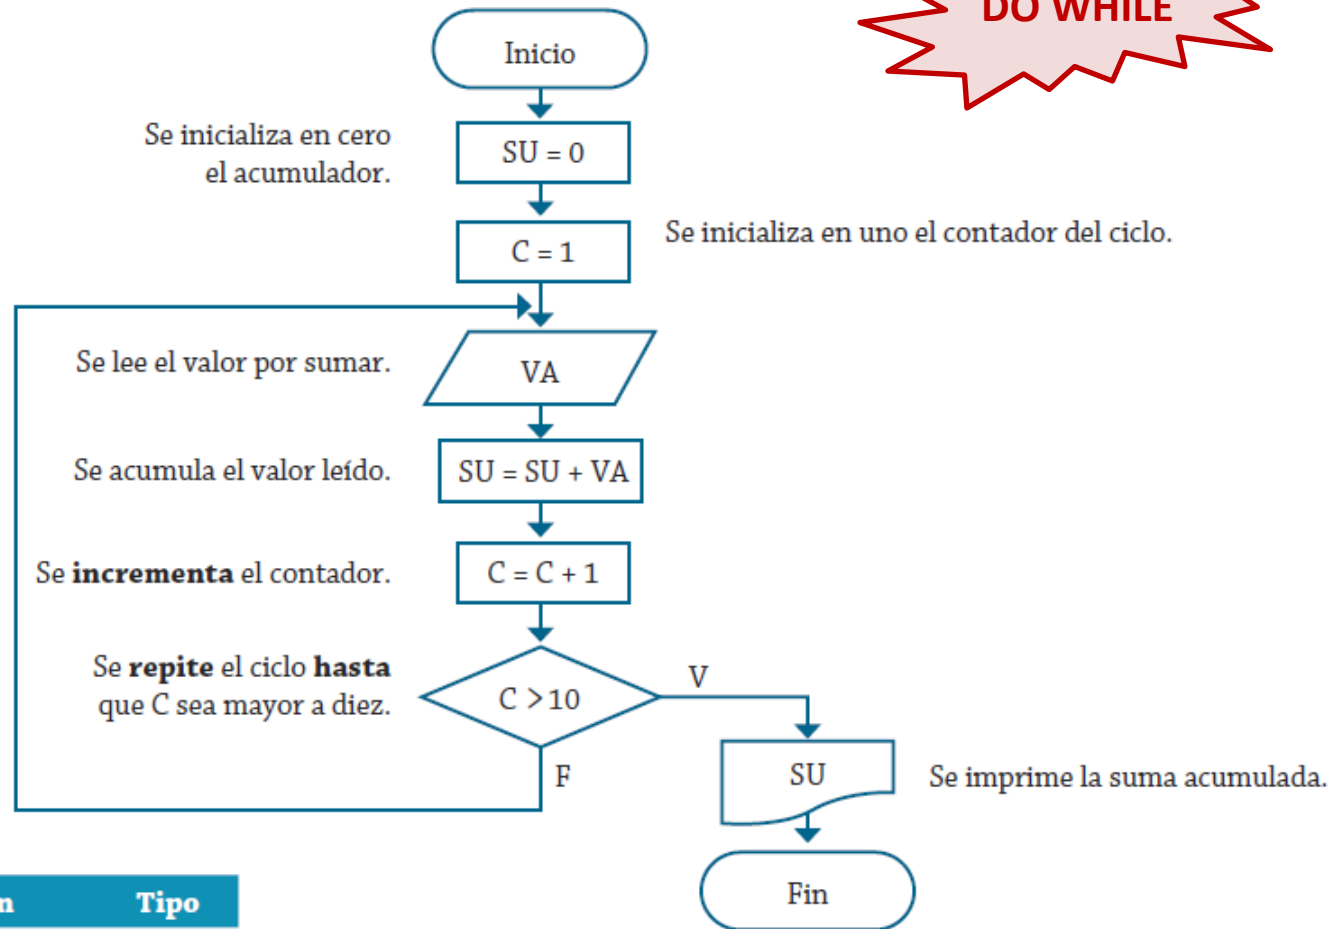 DO WHILE
Inicio
Se inicializa en cero
el acumulador.
SU = 0
C = 1
Se inicializa en uno el contador del ciclo.
Se lee el valor por sumar.
VA
Se acumula el valor leído.
SU = SU + VA
Se incrementa el contador.
C = C + 1
Se repite el ciclo hasta
que C sea mayor a diez.
C > 10
V
F
SU
Se imprime la suma acumulada.
Fin
Tipo